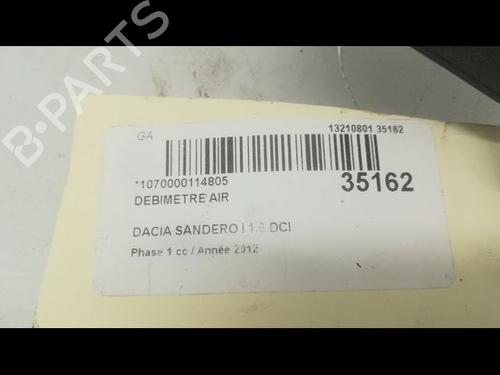 B-PARTS
GA
13210801 35162
*1070000114805
35162
DEBIMETRE AIR
DACIA SANDERO I 1.5 DCI
Phase 1 cc / Année 2012